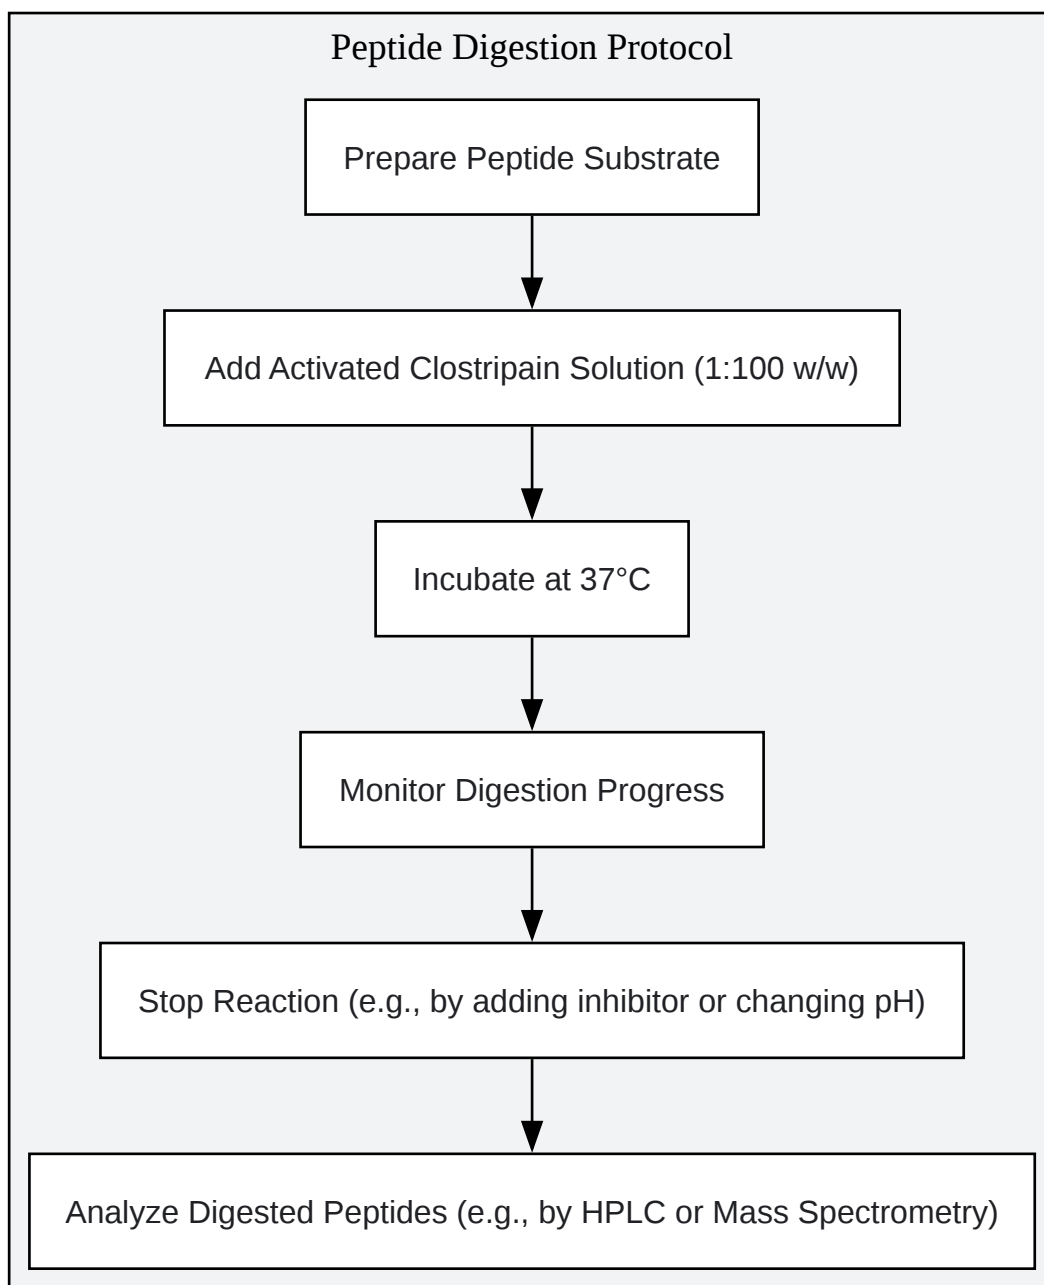 Peptide Digestion Protocol
Prepare Peptide Substrate
Add Activated Clostripain Solution (1:100 w/w)
Incubate at 37°C
Monitor Digestion Progress
Stop Reaction (e.g., by adding inhibitor or changing pH)
Analyze Digested Peptides (e.g., by HPLC or Mass Spectrometry)